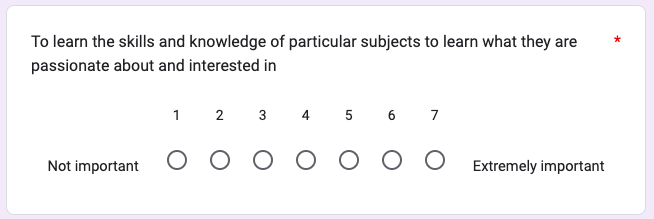 To learn the skills and knowledge of particular subjects to learn what they are *
passionate about and interested in
1 2 3 4 5 6 7
Not important Extremely important